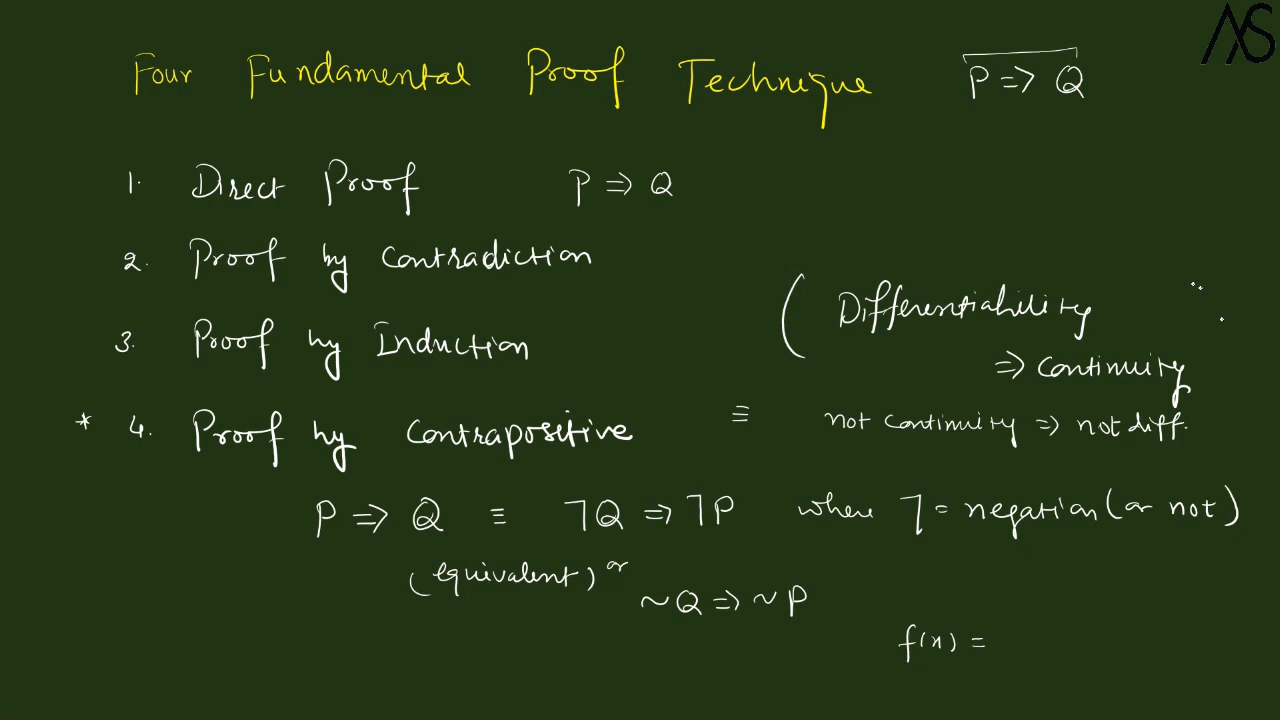 NS
Four Fundamental Proof Technique P => Q
1. Direct Proof P => Q
2. Proof by Contradiction
3. Proof by Induction
( Differentiability
=> Continuity
* 4. Proof by Contrapositive
≡ not continuity => not diff.
P => Q ≡ ¬Q => ¬P where ¬ = negation (or not)
(equivalent) or
~Q => ~P
f(x) =